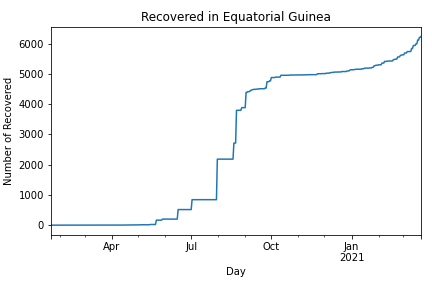 Recovered in Equatorial Guinea
Number of Recovered
6000
5000
4000
3000
2000
1000
0
Apr
Jul
Oct
Jan
2021
Day